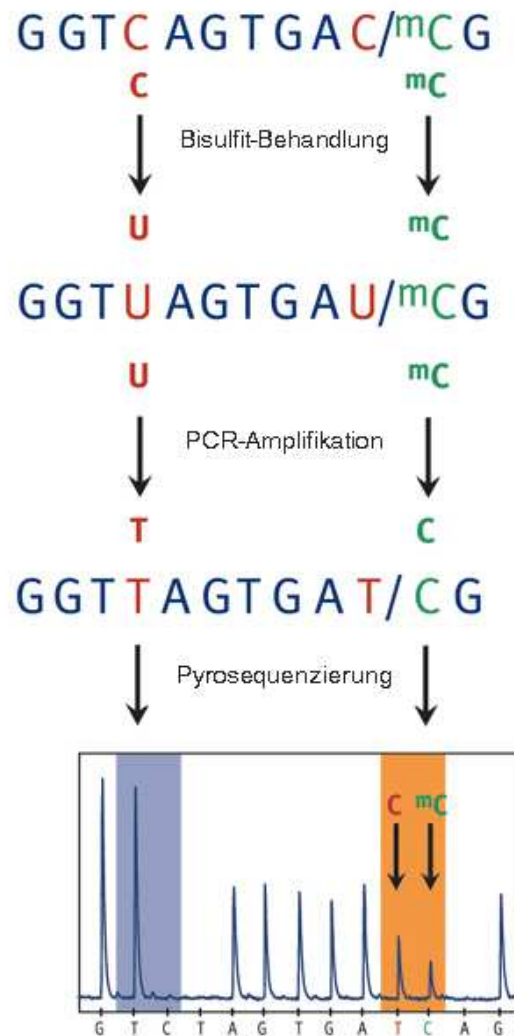 GGTCAGTGAC/mCG
C mC
Bisulfit-Behandlung
U mC
GGTUAGTGAU/mCG
U mC
PCR-Amplifikation
T C
GGTTAGTGAT/CG
Pyrosequenzierung
C mC
G T C T A G T G A T C A G